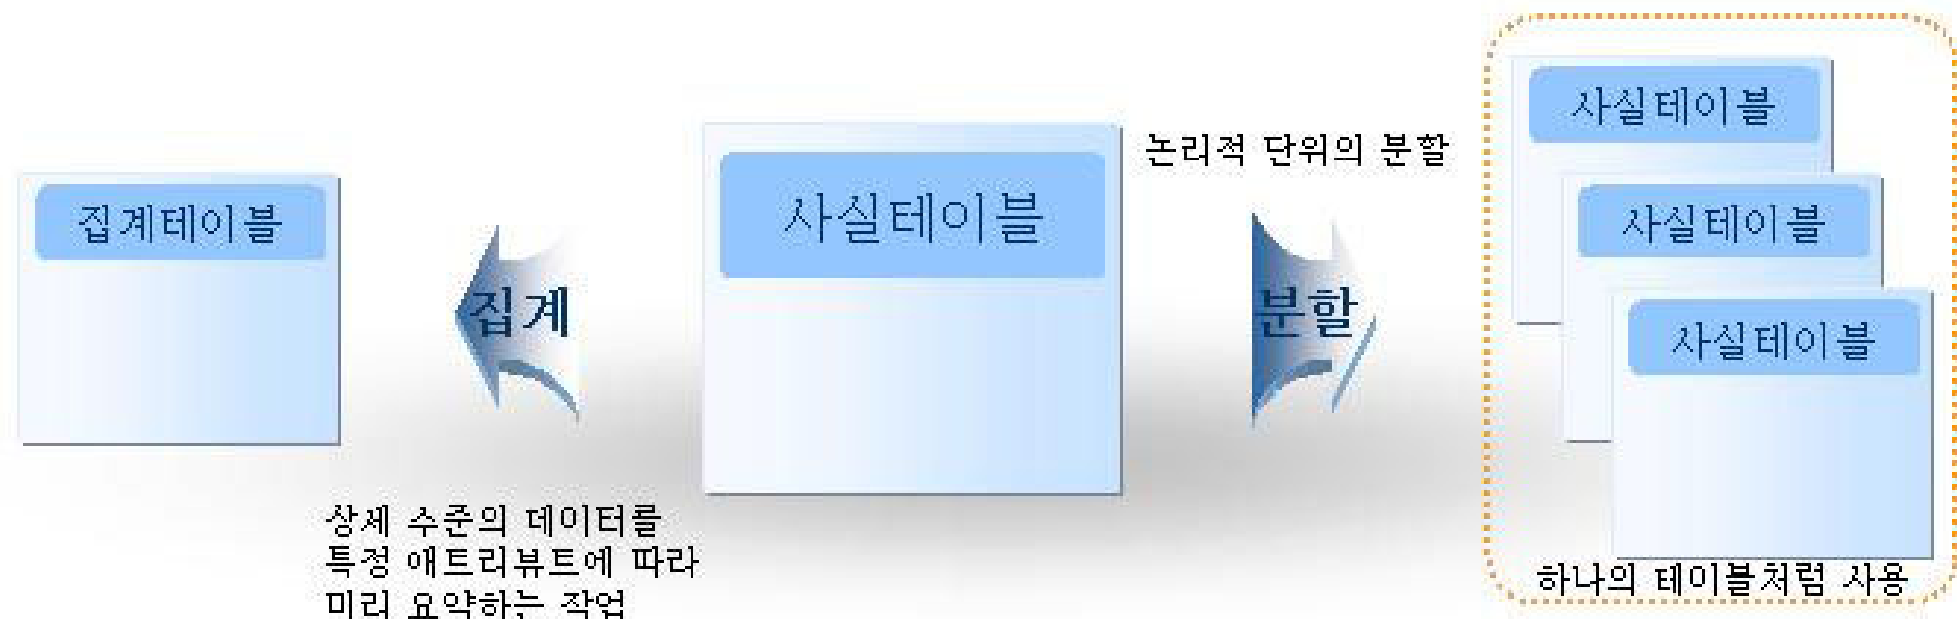 집계테이블
집계
상세 수준의 데이터를
특정 애트리뷰트에 따라
미리 요약하는 작업
사실테이블
논리적 단위의 분할
분할
사실테이블
사실테이블
사실테이블
하나의 테이블처럼 사용